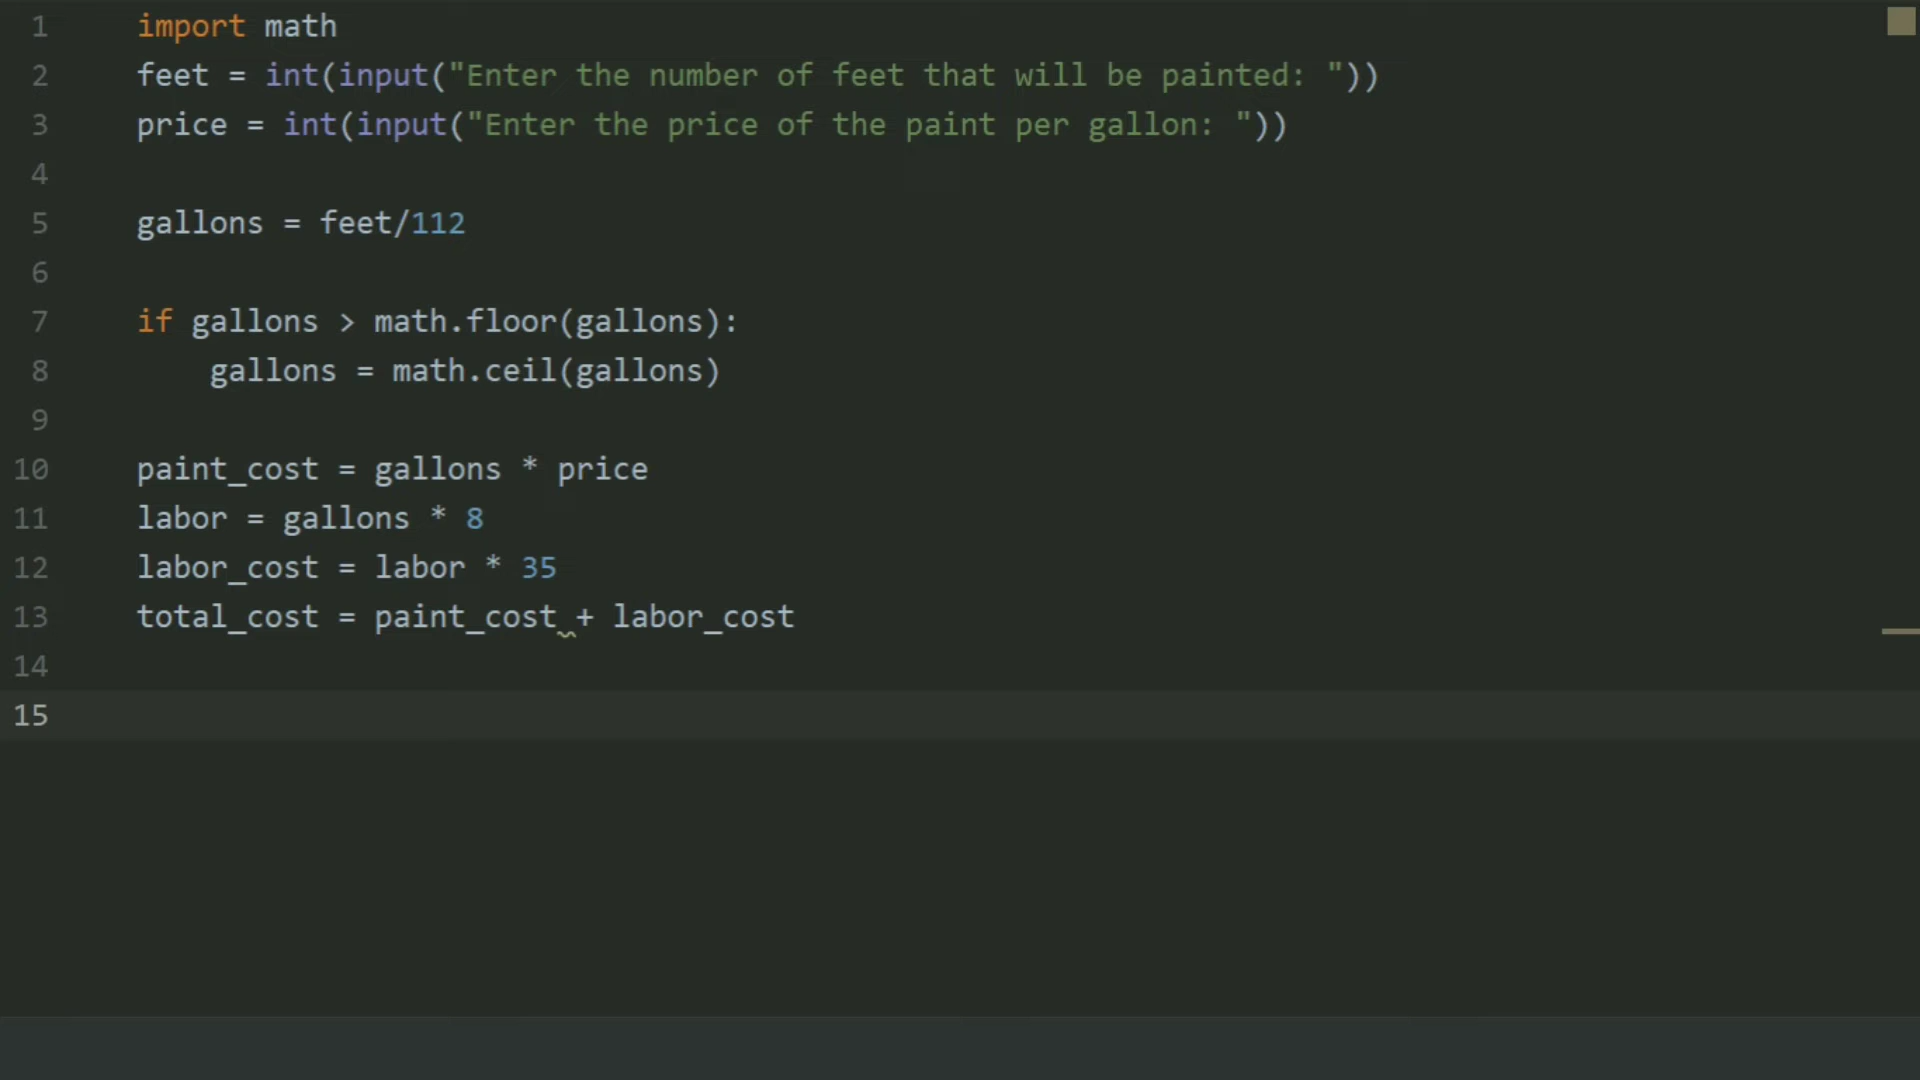 1 import math
2 feet = int(input("Enter the number of feet that will be painted: "))
3 price = int(input("Enter the price of the paint per gallon: "))
4
5 gallons = feet/112
6
7 if gallons > math.floor(gallons):
8     gallons = math.ceil(gallons)
9
10 paint_cost = gallons * price
11 labor = gallons * 8
12 labor_cost = labor * 35
13 total_cost = paint_cost + labor_cost
14
15